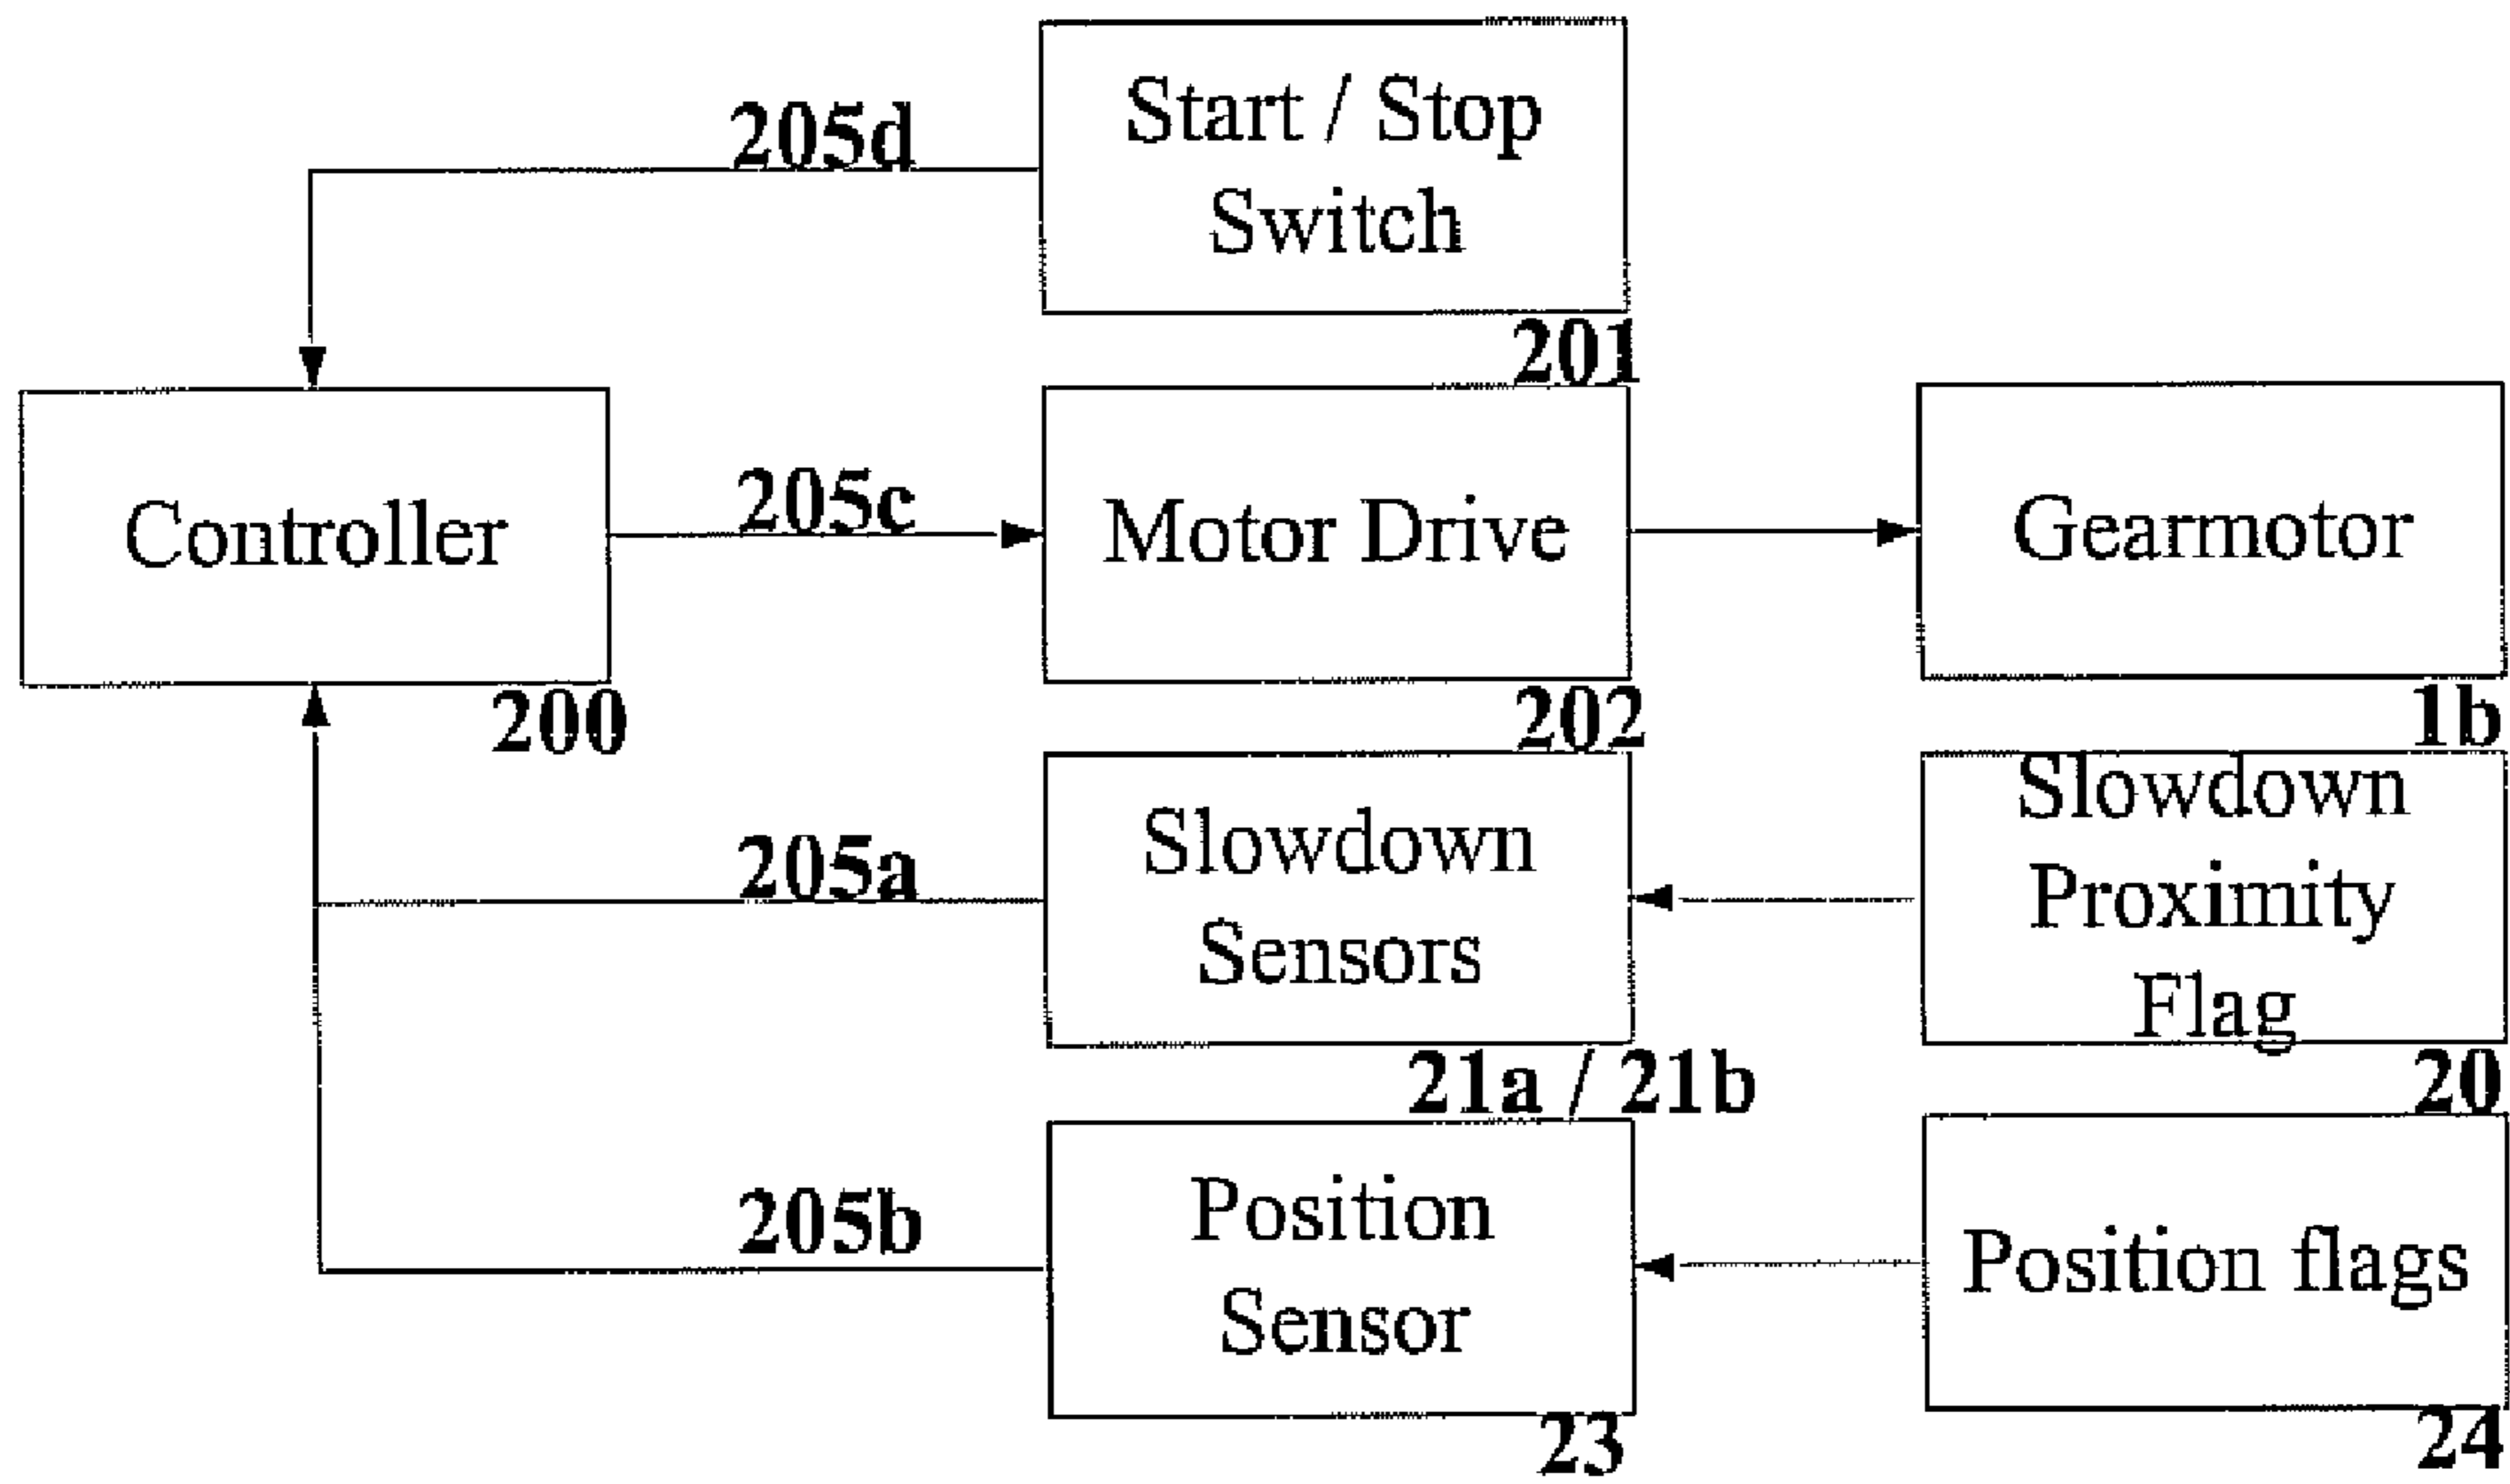 Start / Stop
Switch
205d
201
Controller
200
205c
Motor Drive
202
Gearmotor
1b
205a
Slowdown
Sensors
21a / 21b
Slowdown
Proximity
Flag
20
205b
Position
Sensor
23
Position flags
24